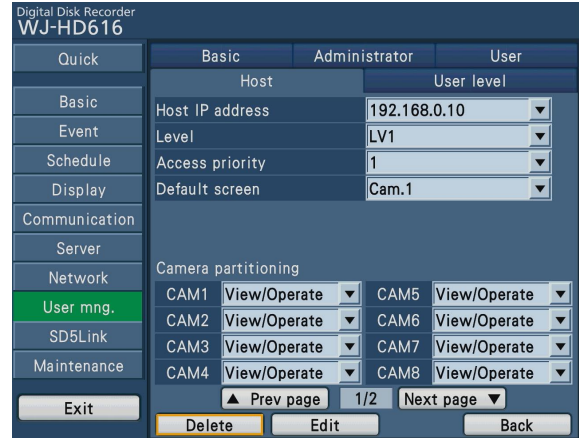 Digital Disk Recorder
WJ-HD616
Quick
Basic
Event
Schedule
Display
Communication
Server
Network
User mng.
SD5Link
Maintenance
Exit
Basic Administrator User
Host User level
Host IP address 192.168.0.10 ▼
Level LV1 ▼
Access priority 1 ▼
Default screen Cam.1 ▼
Camera partitioning
CAM1 View/Operate ▼ CAM5 View/Operate ▼
CAM2 View/Operate ▼ CAM6 View/Operate ▼
CAM3 View/Operate ▼ CAM7 View/Operate ▼
CAM4 View/Operate ▼ CAM8 View/Operate ▼
▲ Prev page 1/2 Next page ▼
Delete Edit Back